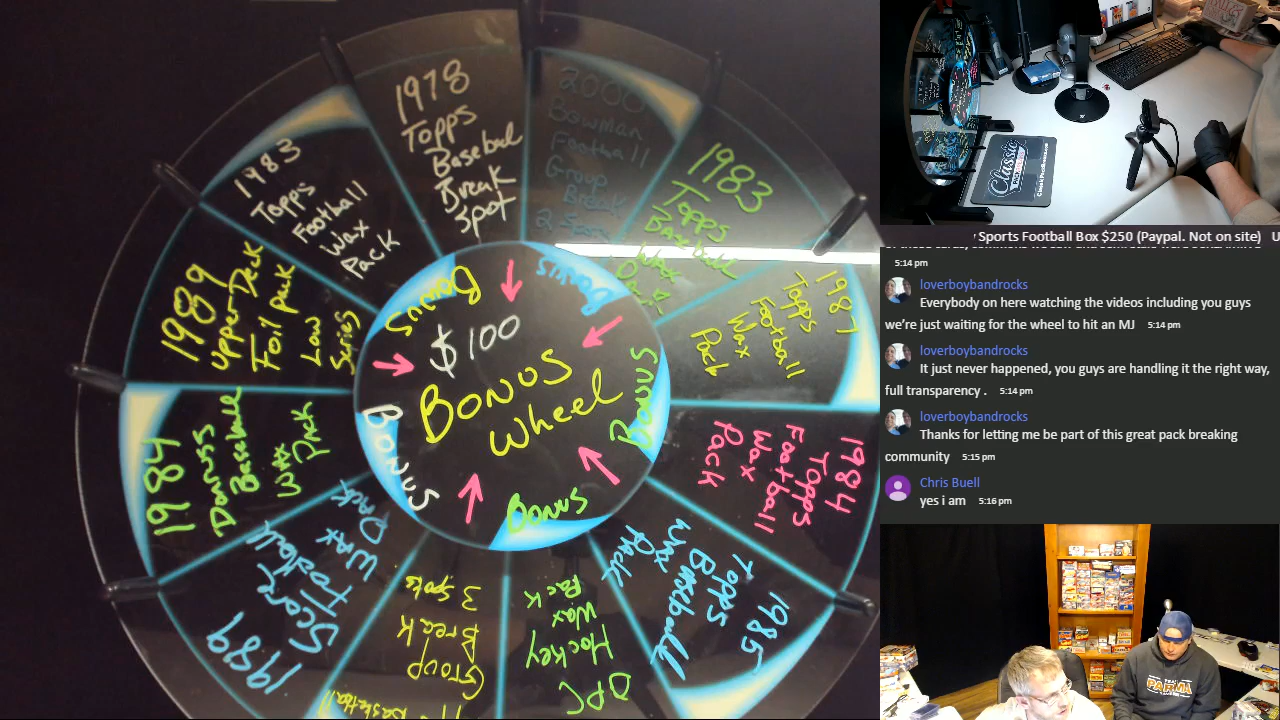 1978
Topps
Baseball
Break
Spot
2000
Bowman
Football
Group
Break
1983
Topps
Baseball
Wax
1987
Topps
Football
Wax
Pack
1984
Topps
Football
Wax
Pack
1985
Topps
Baseball
Wax
Pack
OPC
Hockey
Wax
Pack
Group
Break
3 Spots
1989
Wax
Pack
1984
Donruss
Baseball
Wax
Pack
1989
Upper Deck
Foil Pack
Low
Series
1983
Topps
Football
Wax
Pack
Bonus
Bonus
Bonus
Bonus
Bonus
$100
Bonus
Wheel
Classic
Sports Football Box $250 (Paypal. Not on site)
5:14 pm
loverboybandrocks
Everybody on here watching the videos including you guys
we're just waiting for the wheel to hit an MJ 5:14 pm
loverboybandrocks
It just never happened, you guys are handling it the right way,
full transparency . 5:14 pm
loverboybandrocks
Thanks for letting me be part of this great pack breaking
community 5:15 pm
Chris Buell
yes i am 5:16 pm
PARMA